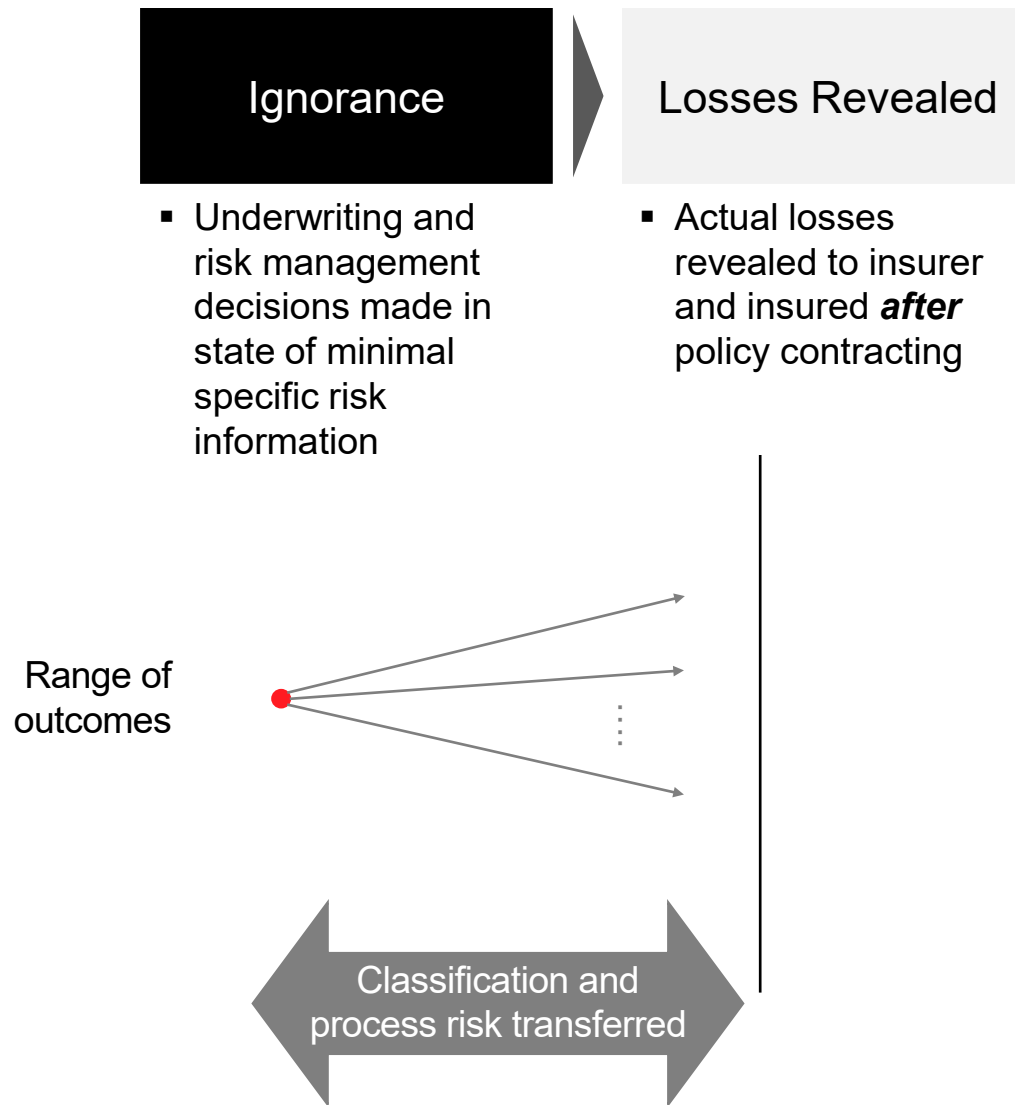 Ignorance
Losses Revealed
▪ Underwriting and
risk management
decisions made in
state of minimal
specific risk
information
▪ Actual losses
revealed to insurer
and insured after
policy contracting
Range of
outcomes
Classification and
process risk transferred